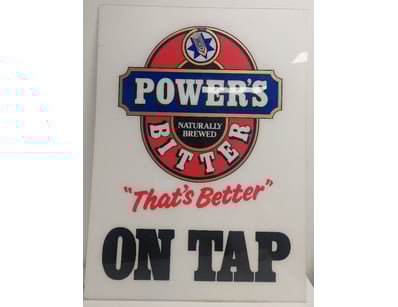 POWER'S
NATURALLY
BREWED
BITTER
"That's Better"
ON TAP